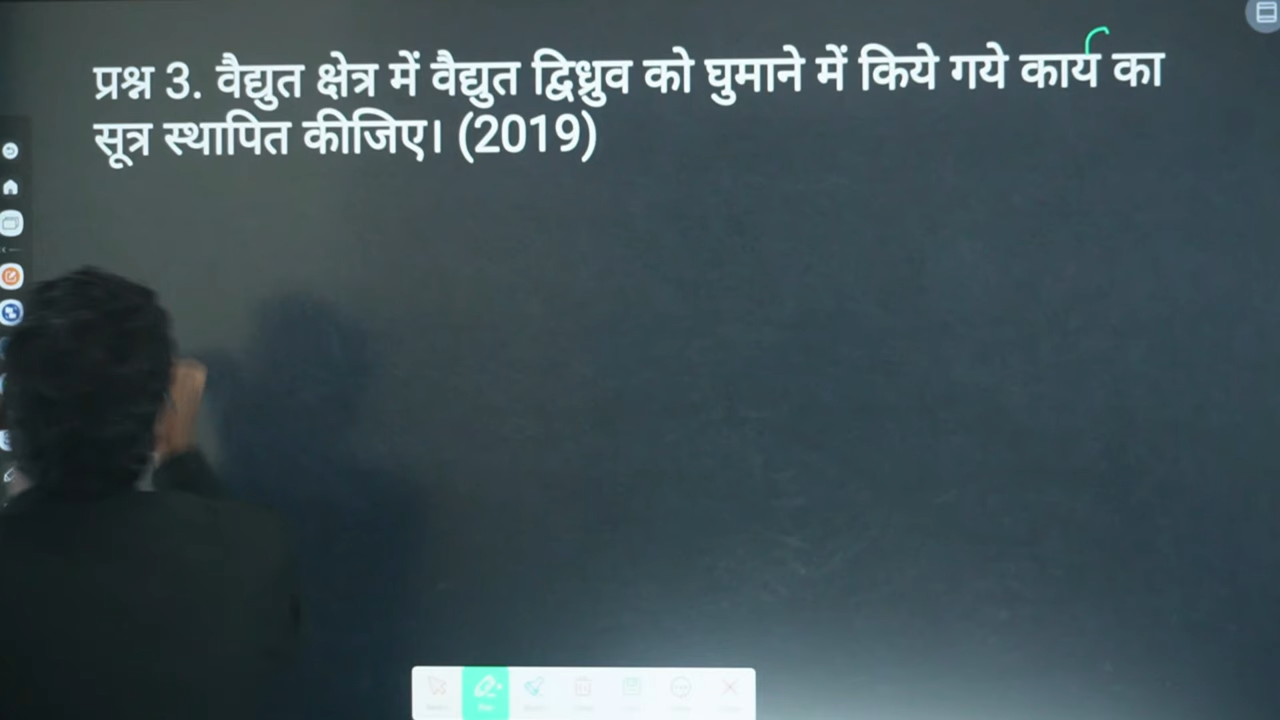 प्रश्न 3. वैद्युत क्षेत्र में वैद्युत द्विध्रुव को घुमाने में किये गये कार्य का
सूत्र स्थापित कीजिए। (2019)